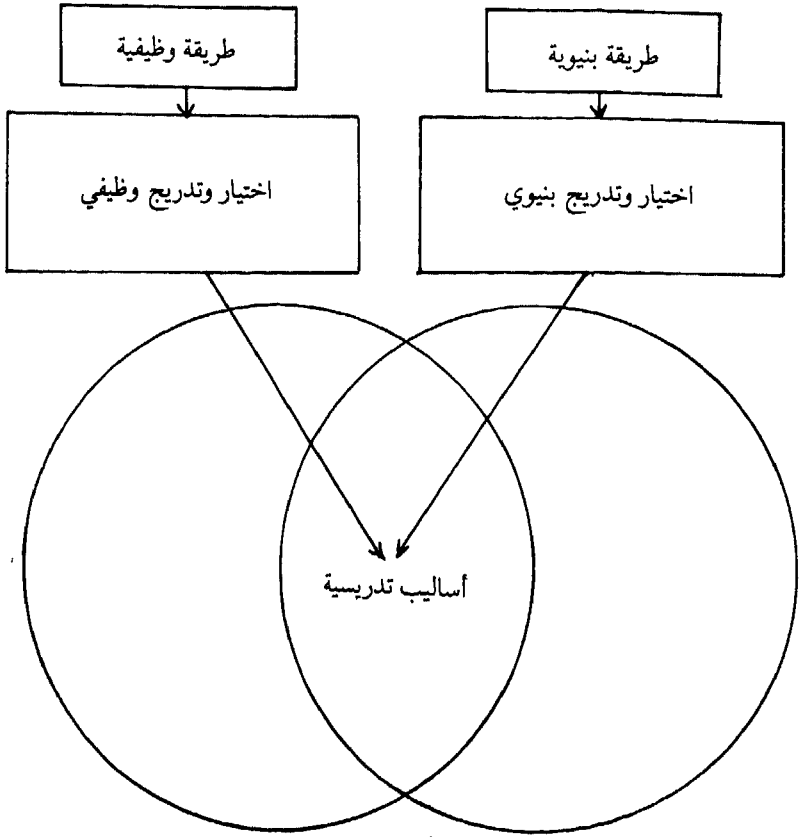 طريقة بنيوية
طريقة وظيفية
اختيار وتدريج بنيوي
اختيار وتدريج وظيفي
أساليب تدريسية